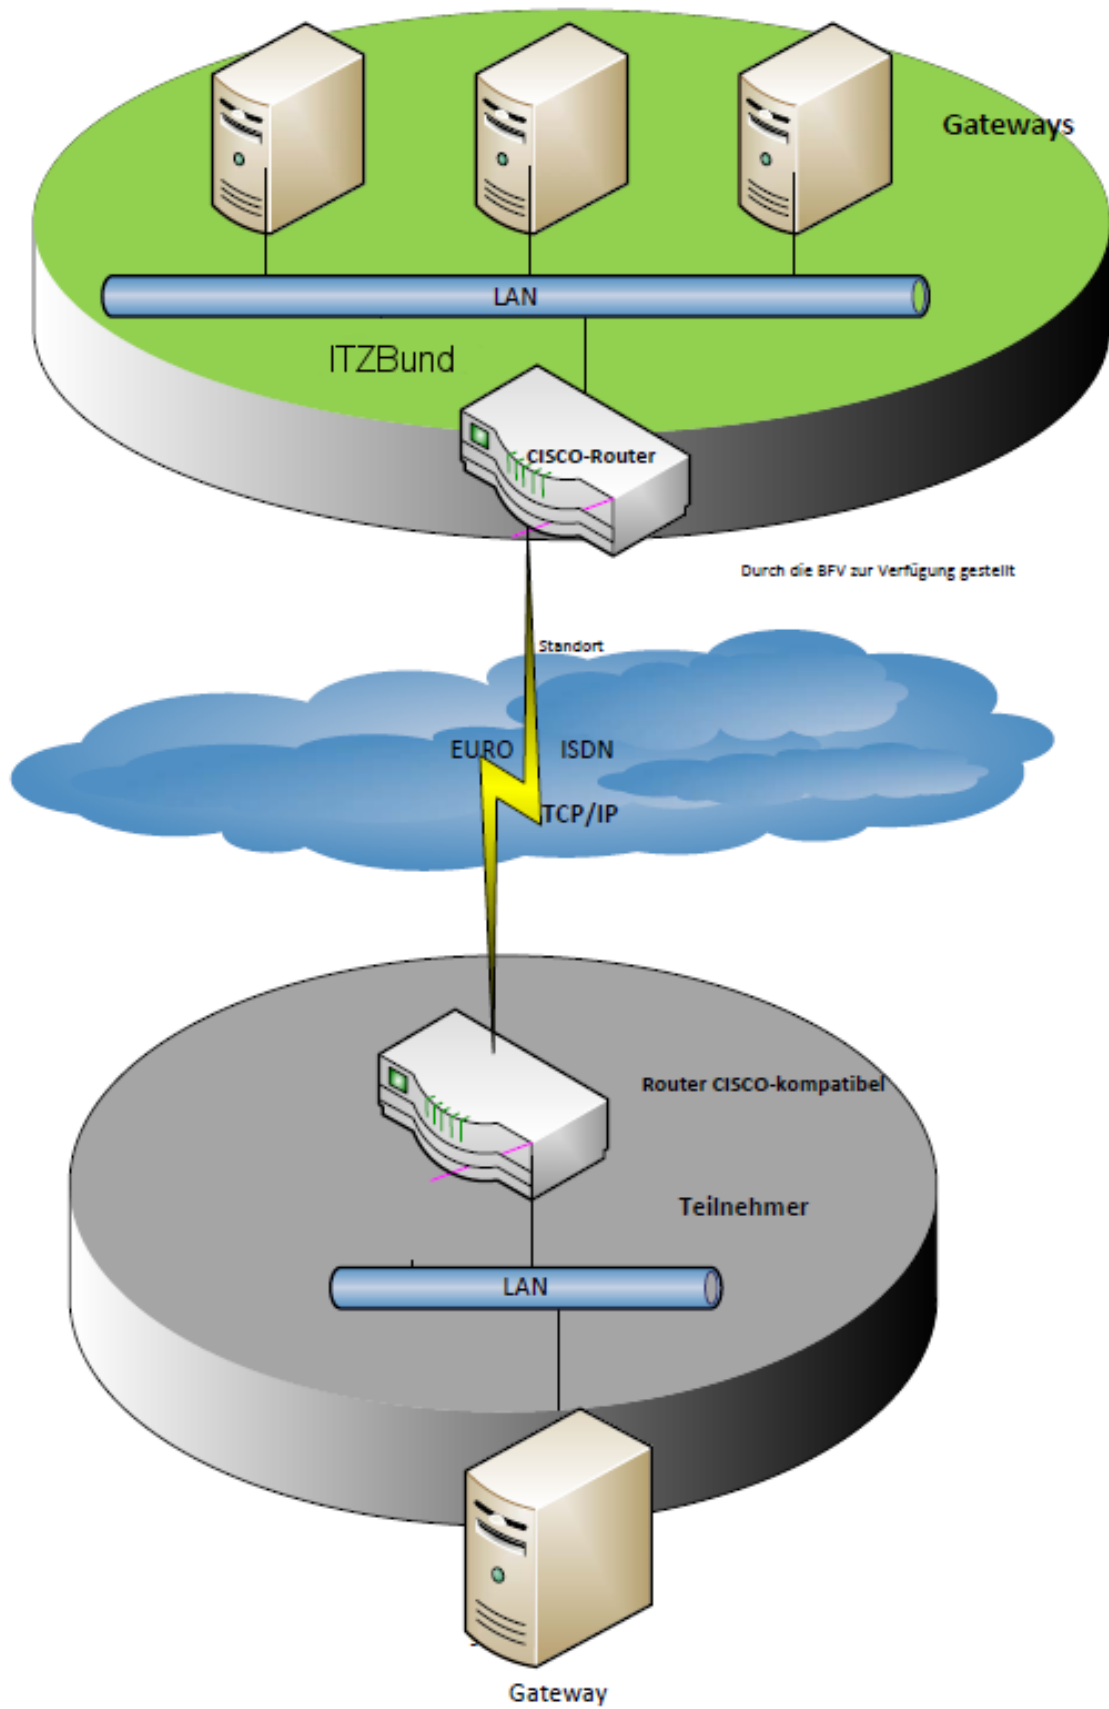 Gateways
LAN
ITZBund
CISCO-Router
Durch die BFV zur Verfügung gestellt
Standort
EURO ISDN
TCP/IP
Router CISCO-kompatibel
Teilnehmer
LAN
Gateway